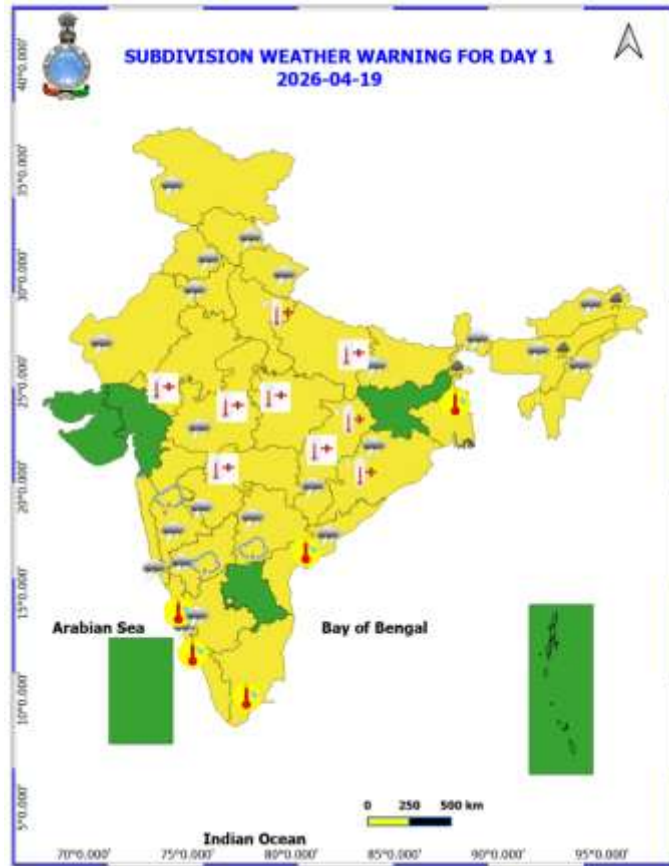 SUBDIVISION WEATHER WARNING FOR DAY 1
2026-04-19
40°0.000'
35°0.000'
30°0.000'
25°0.000'
20°0.000'
15°0.000'
10°0.000'
5°0.000'
Arabian Sea
Bay of Bengal
0 250 500 km
Indian Ocean
70°0.000' 75°0.000' 80°0.000' 85°0.000' 90°0.000' 95°0.000'